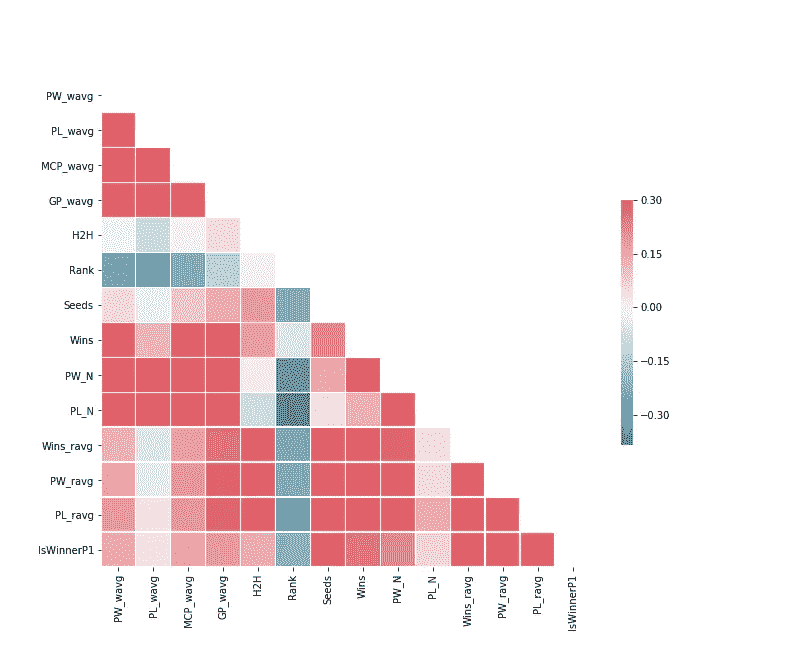 PW_wavg
PL_wavg
MCP_wavg
GP_wavg
H2H
Rank
Seeds
Wins
PW_N
PL_N
Wins_ravg
PW_ravg
PL_ravg
IsWinnerP1
PW_wavg
PL_wavg
MCP_wavg
GP_wavg
H2H
Rank
Seeds
Wins
PW_N
PL_N
Wins_ravg
PW_ravg
PL_ravg
IsWinnerP1
0.30
0.15
0.00
−0.15
−0.30